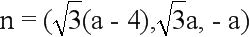 n = (√3(a - 4),√3a, - a)